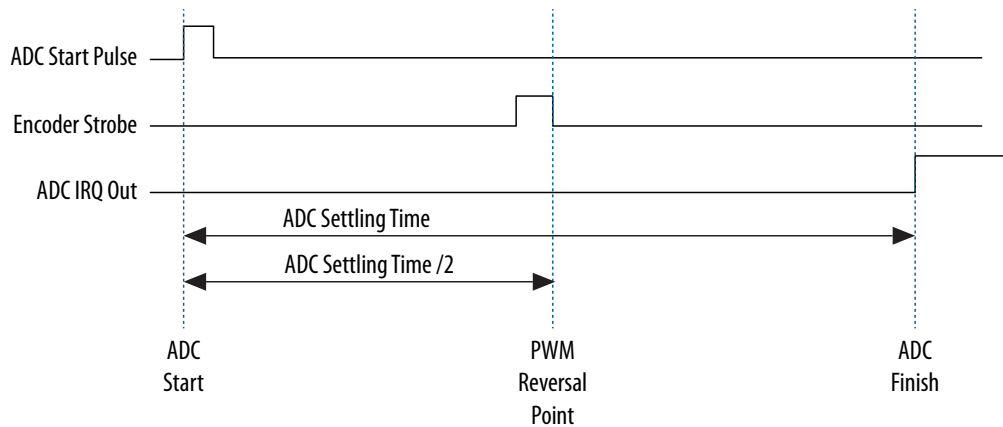 ADC Start Pulse
Encoder Strobe
ADC IRQ Out
ADC Settling Time
ADC Settling Time /2
ADC
Start
PWM
Reversal
Point
ADC
Finish